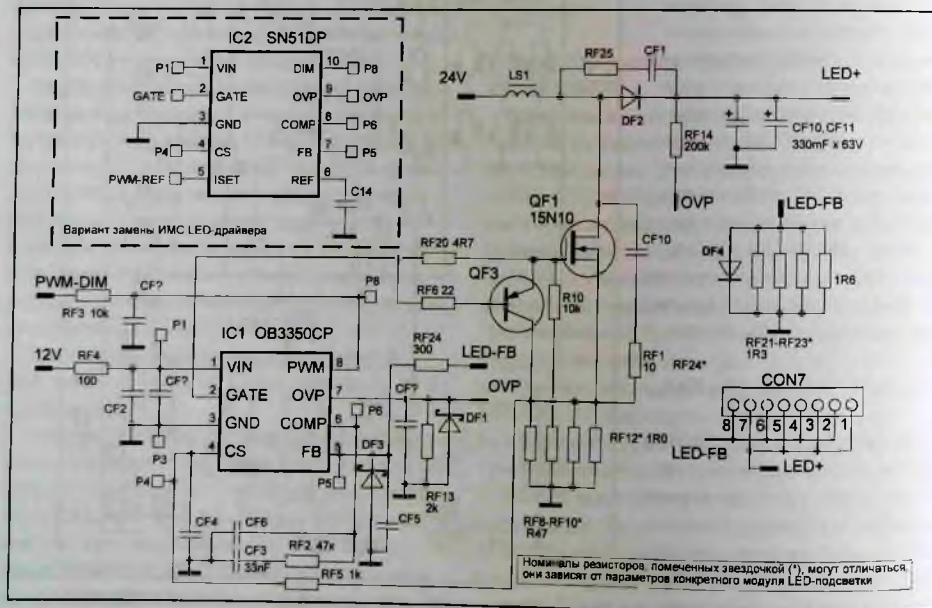 IC2 SN51DP
P1 1 VIN DIM 10 P8
GATE 2 GATE OVP 9 OVP
3 GND COMP 8 P6
P4 4 CS FB 7 P5
PWM-REF 5 ISET REF 6
C14
Вариант замены ИМС LED-драйвера
24V LS1 RF25 CF1 DF2 LED+
RF14
200k
CF10, CF11
330mF x 63V
OVP
QF1
15N10
CF10
LED-FB
DF4
1R6
RF21-RF23*
1R3
RF20 4R7
RF6 22
QF3
R10
10k
RF1
10
RF24*
PWM-DIM
RF3 10k
CF?
P8
P1
12V RF4
100
CF2
CF?
P3
IC1 OB3350CP
1 VIN PWM 8
2 GATE OVP 7
3 GND COMP 6
4 CS FB 5
P4
RF24
300
LED-FB
OVP
P6
CF?
DF1
DF3
P5
RF13
2k
CF5
RF12* 1R0
RF8-RF10*
R47
CF4
CF6
CF3
33nF
RF2 47x
RF5 1k
CON7
8 7 6 5 4 3 2 1
LED-FB
LED+
Номиналы резисторов, помеченных звездочкой (*), могут отличаться,
они зависят от параметров конкретного модуля LED-подсветки